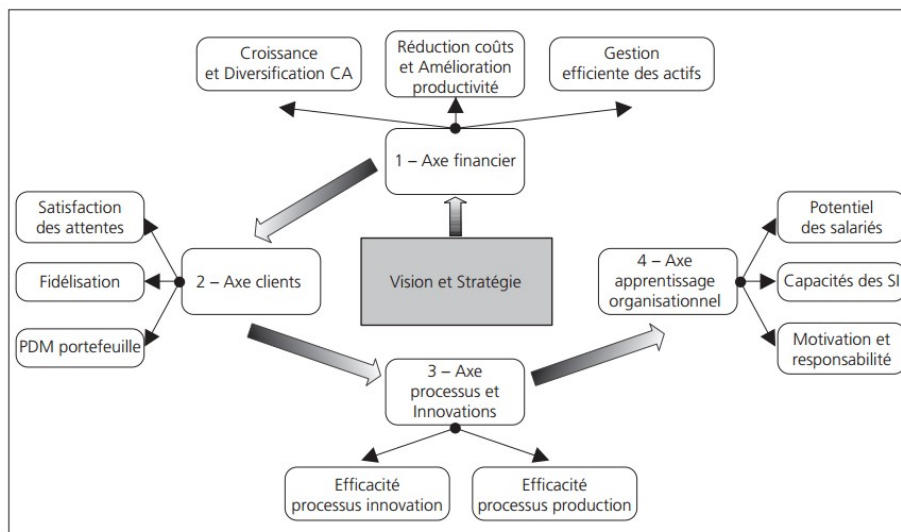 Croissance
et Diversification CA
Réduction coûts
et Amélioration
productivité
Gestion
efficiente des actifs
1 – Axe financier
Satisfaction
des attentes
Fidélisation
PDM portefeuille
2 – Axe clients
Vision et Stratégie
4 – Axe
apprentissage
organisationnel
Potentiel
des salariés
Capacités des SI
Motivation et
responsabilité
3 – Axe
processus et
Innovations
Efficacité
processus innovation
Efficacité
processus production